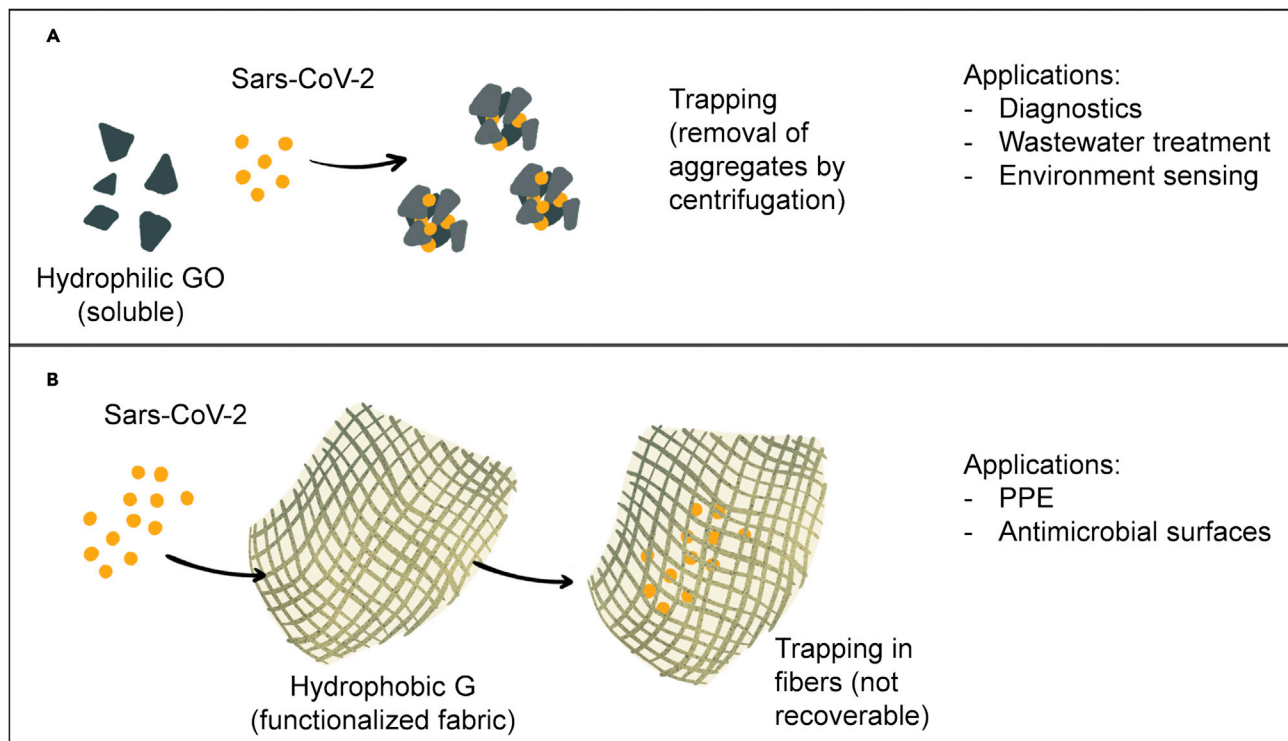 A
Sars-CoV-2
Hydrophilic GO
(soluble)
Trapping
(removal of
aggregates by
centrifugation)
Applications:
- Diagnostics
- Wastewater treatment
- Environment sensing
B
Sars-CoV-2
Hydrophobic G
(functionalized fabric)
Trapping in
fibers (not
recoverable)
Applications:
- PPE
- Antimicrobial surfaces